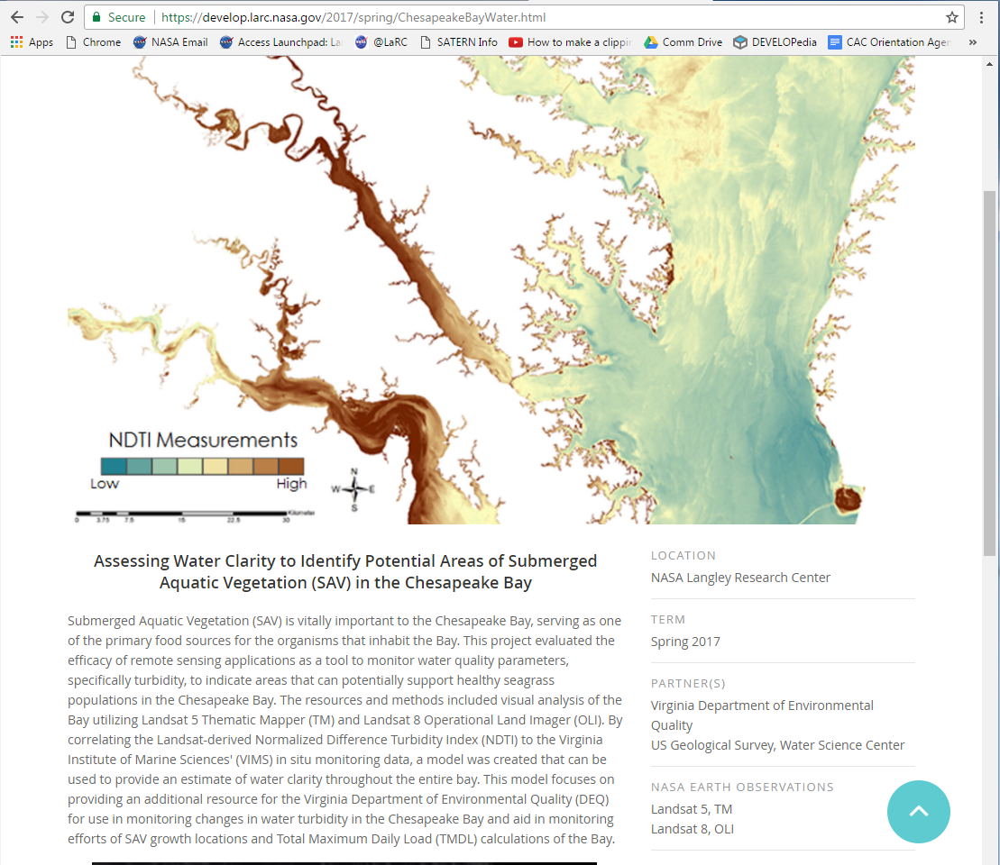 Secure https://develop.larc.nasa.gov/2017/spring/ChesapeakeBayWater.html
Apps Chrome NASA Email Access Launchpad: La @LaRC SATERN Info How to make a clippin Comm Drive DEVELOPedia CAC Orientation Agen »
NDTI Measurements
Low High
N
W E
S
0 3.75 7.5 15 22.5 30 Kilometer
Assessing Water Clarity to Identify Potential Areas of Submerged
Aquatic Vegetation (SAV) in the Chesapeake Bay
Submerged Aquatic Vegetation (SAV) is vitally important to the Chesapeake Bay, serving as one
of the primary food sources for the organisms that inhabit the Bay. This project evaluated the
efficacy of remote sensing applications as a tool to monitor water quality parameters,
specifically turbidity, to indicate areas that can potentially support healthy seagrass
populations in the Chesapeake Bay. The resources and methods included visual analysis of the
Bay utilizing Landsat 5 Thematic Mapper (TM) and Landsat 8 Operational Land Imager (OLI). By
correlating the Landsat-derived Normalized Difference Turbidity Index (NDTI) to the Virginia
Institute of Marine Sciences' (VIMS) in situ monitoring data, a model was created that can be
used to provide an estimate of water clarity throughout the entire bay. This model focuses on
providing an additional resource for the Virginia Department of Environmental Quality (DEQ)
for use in monitoring changes in water turbidity in the Chesapeake Bay and aid in monitoring
efforts of SAV growth locations and Total Maximum Daily Load (TMDL) calculations of the Bay.
LOCATION
NASA Langley Research Center
TERM
Spring 2017
PARTNER(S)
Virginia Department of Environmental
Quality
US Geological Survey, Water Science Center
NASA EARTH OBSERVATIONS
Landsat 5, TM
Landsat 8, OLI